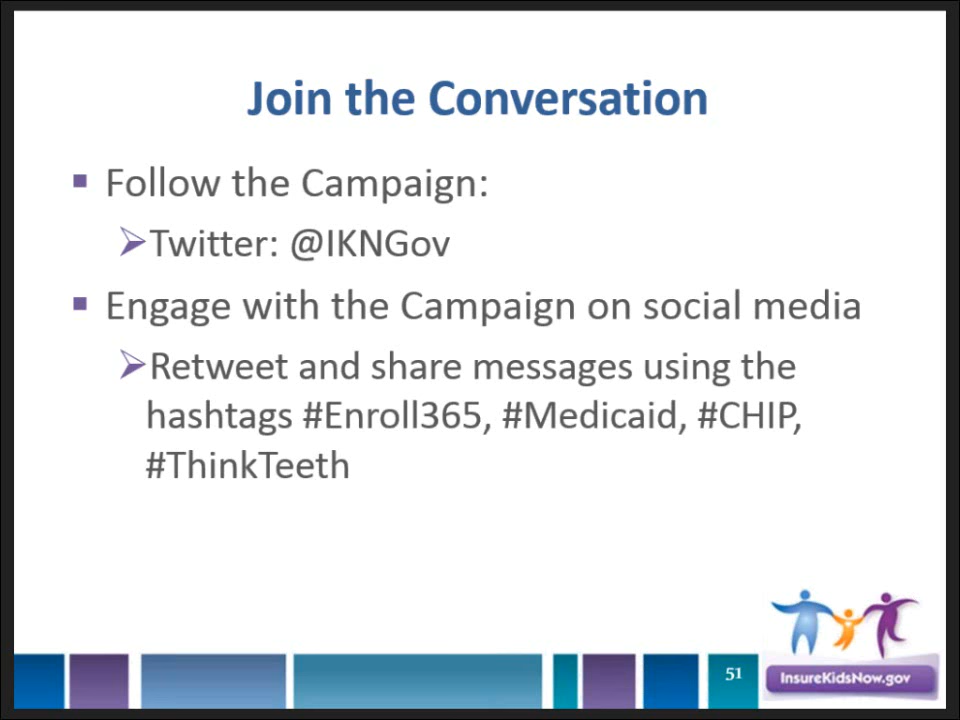 Join the Conversation
▪ Follow the Campaign:
➢Twitter: @IKNGov
▪ Engage with the Campaign on social media
➢Retweet and share messages using the
hashtags #Enroll365, #Medicaid, #CHIP,
#ThinkTeeth
51
InsureKidsNow.gov